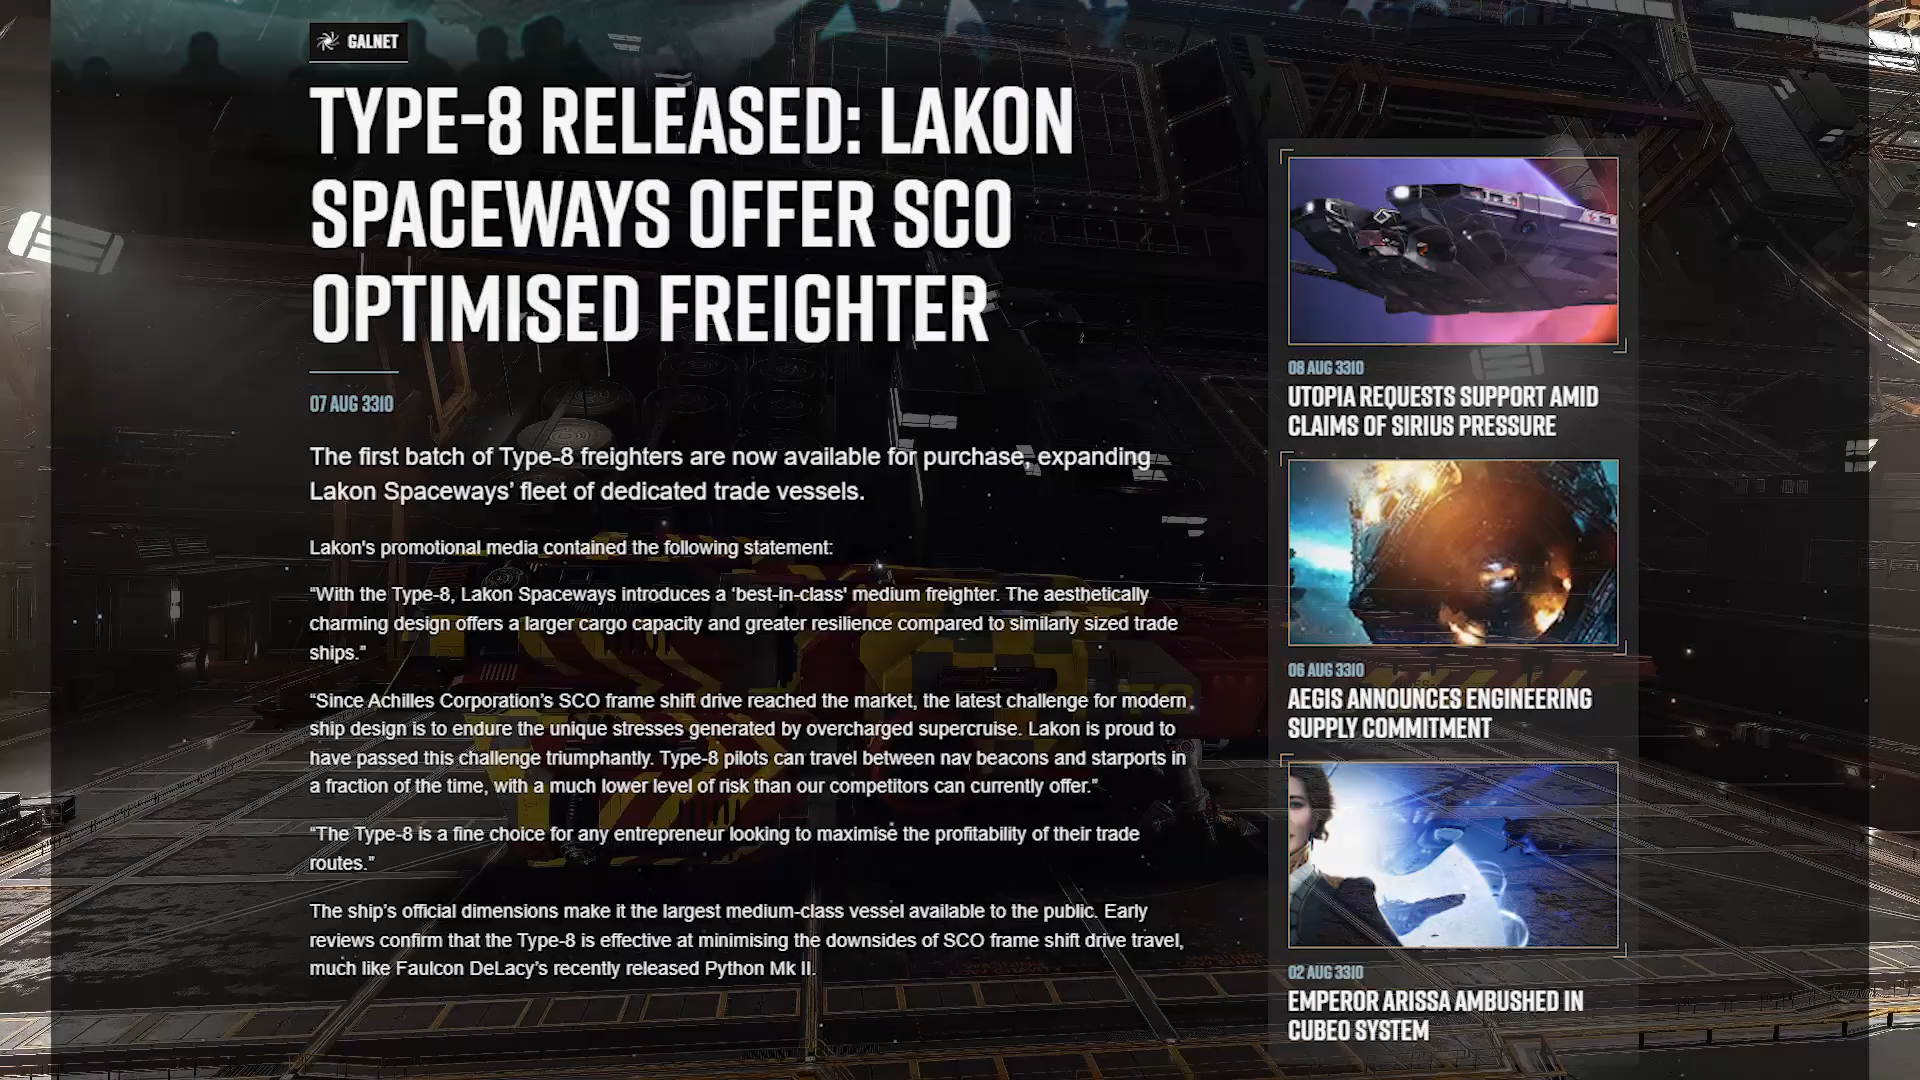 GALNET
TYPE-8 RELEASED: LAKON
SPACEWAYS OFFER SCO
OPTIMISED FREIGHTER
07 AUG 3310
The first batch of Type-8 freighters are now available for purchase, expanding
Lakon Spaceways’ fleet of dedicated trade vessels.
Lakon's promotional media contained the following statement:
“With the Type-8, Lakon Spaceways introduces a ‘best-in-class' medium freighter. The aesthetically
charming design offers a larger cargo capacity and greater resilience compared to similarly sized trade
ships.”
“Since Achilles Corporation’s SCO frame shift drive reached the market, the latest challenge for modern
ship design is to endure the unique stresses generated by overcharged supercruise. Lakon is proud to
have passed this challenge triumphantly. Type-8 pilots can travel between nav beacons and starports in
a fraction of the time, with a much lower level of risk than our competitors can currently offer.”
“The Type-8 is a fine choice for any entrepreneur looking to maximise the profitability of their trade
routes.”
The ship’s official dimensions make it the largest medium-class vessel available to the public. Early
reviews confirm that the Type-8 is effective at minimising the downsides of SCO frame shift drive travel,
much like Faulcon DeLacy’s recently released Python Mk II.
08 AUG 3310
UTOPIA REQUESTS SUPPORT AMID
CLAIMS OF SIRIUS PRESSURE
06 AUG 3310
AEGIS ANNOUNCES ENGINEERING
SUPPLY COMMITMENT
02 AUG 3310
EMPEROR ARISSA AMBUSHED IN
CUBEO SYSTEM